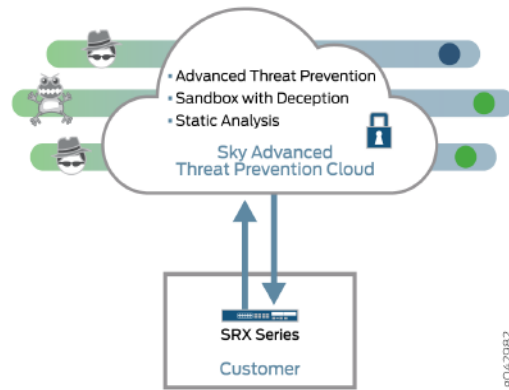 • Advanced Threat Prevention
• Sandbox with Deception
• Static Analysis
Sky Advanced
Threat Prevention Cloud
SRX Series
Customer
g042982